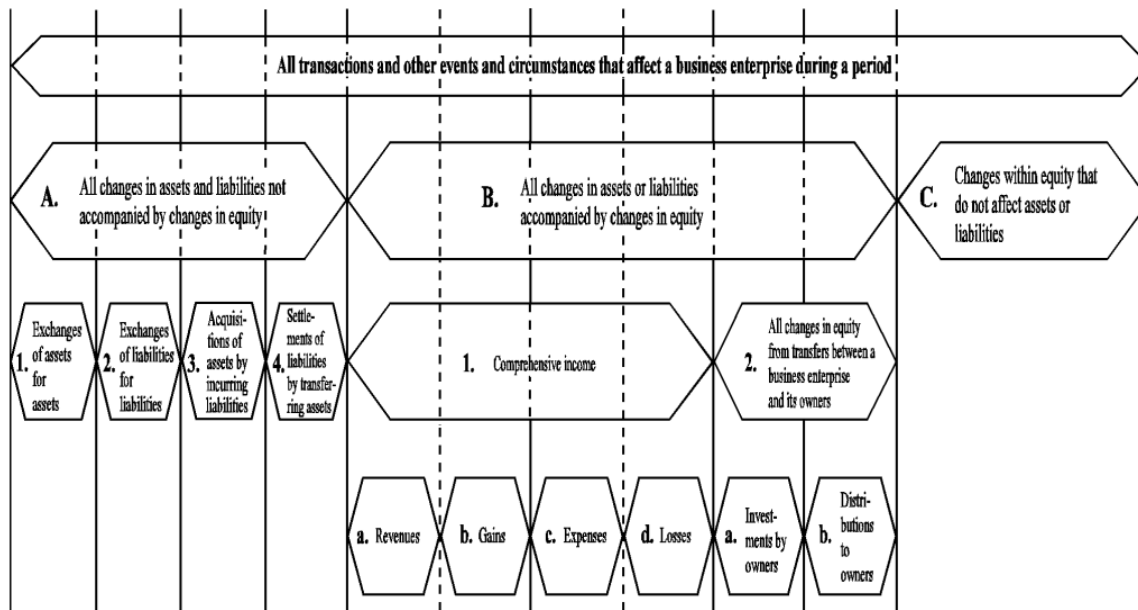 All transactions and other events and circumstances that affect a business enterprise during a period
A.
All changes in assets and liabilities not
accompanied by changes in equity
B.
All changes in assets or liabilities
accompanied by changes in equity
C.
Changes within equity that
do not affect assets or
liabilities
1.
Exchanges
of assets
for
assets
2.
Exchanges
of liabilities
for
liabilities
3.
Acquisitions
of
assets by
incurring
liabilities
4.
Settle-
ments of
liabilities
by transfer-
ring assets
1.
Comprehensive income
2.
All changes in equity
from transfers between a
business enterprise
and its owners
a. Revenues
b. Gains
c. Expenses
d. Losses
a.
Invest-
ments by
owners
b.
Distri-
butions
to
owners